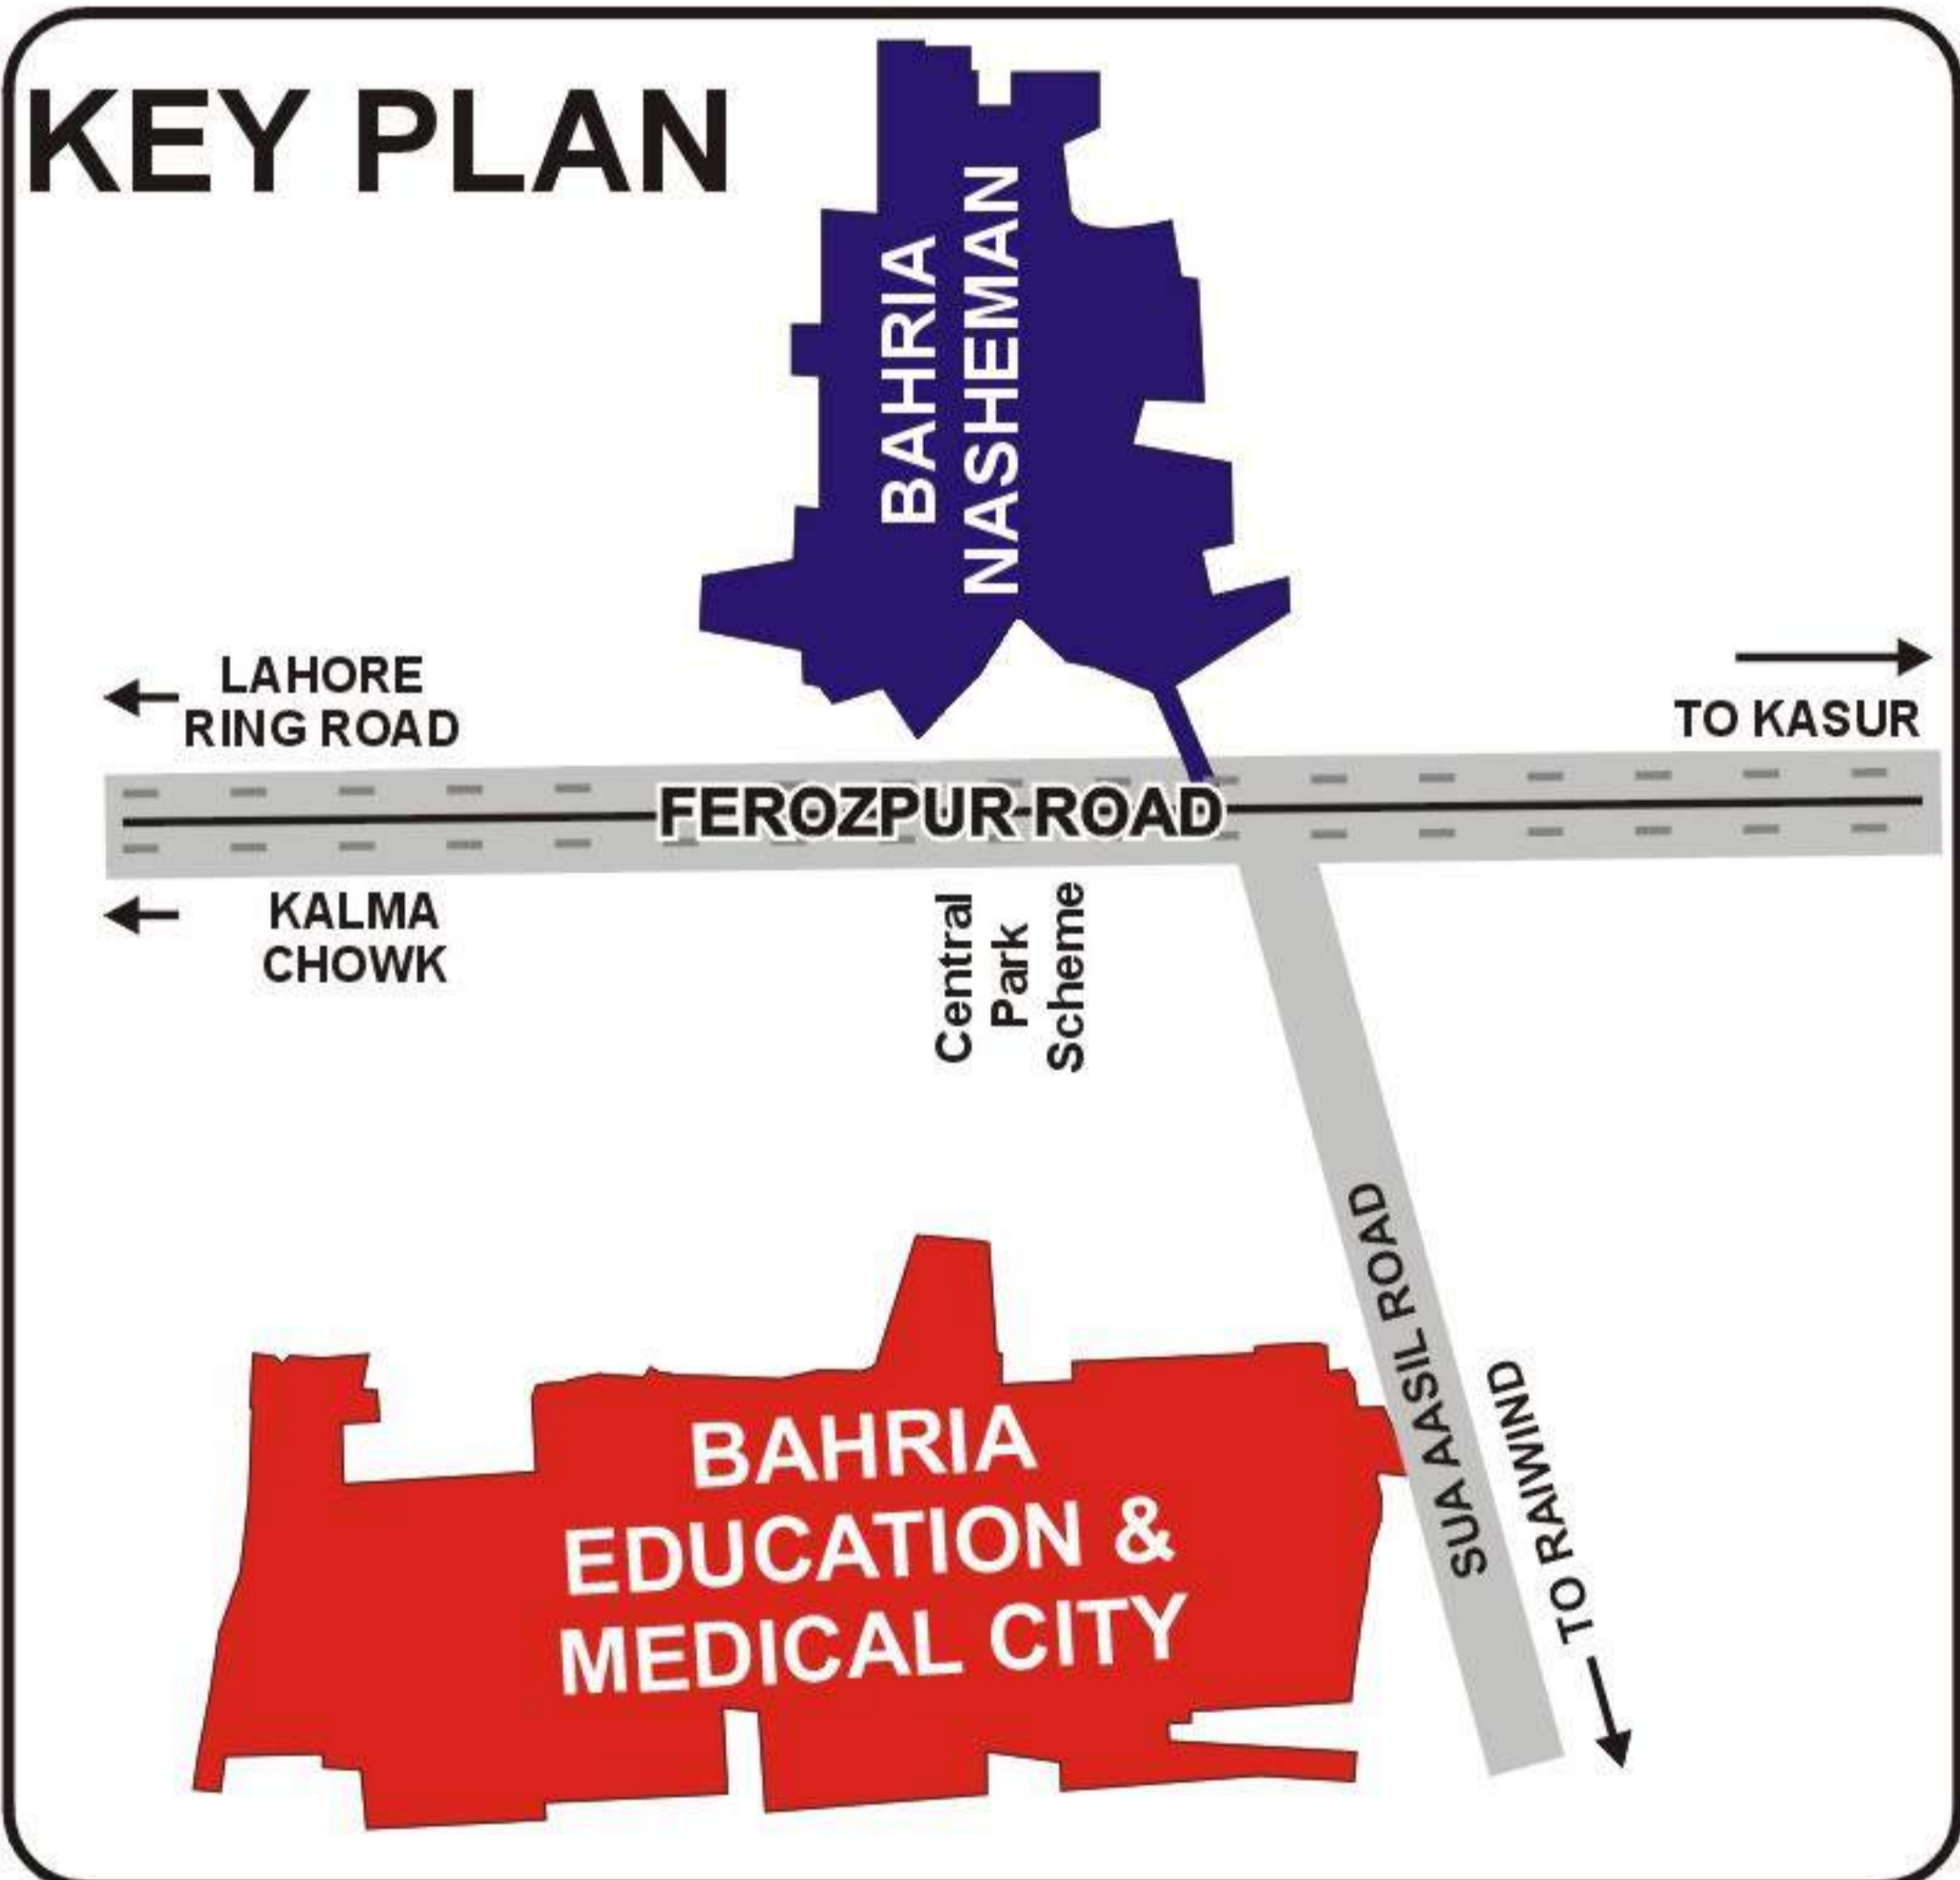 KEY PLAN
BAHRIA
NASHEMAN
LAHORE
RING ROAD
TO KASUR
FEROZPUR ROAD
KALMA
CHOWK
Central
Park
Scheme
SUA AASIL ROAD
TO RAIWIND
BAHRIA
EDUCATION &
MEDICAL CITY